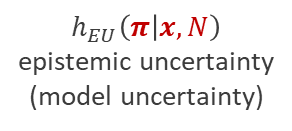 h_EU(π|x, N)
epistemic uncertainty
(model uncertainty)